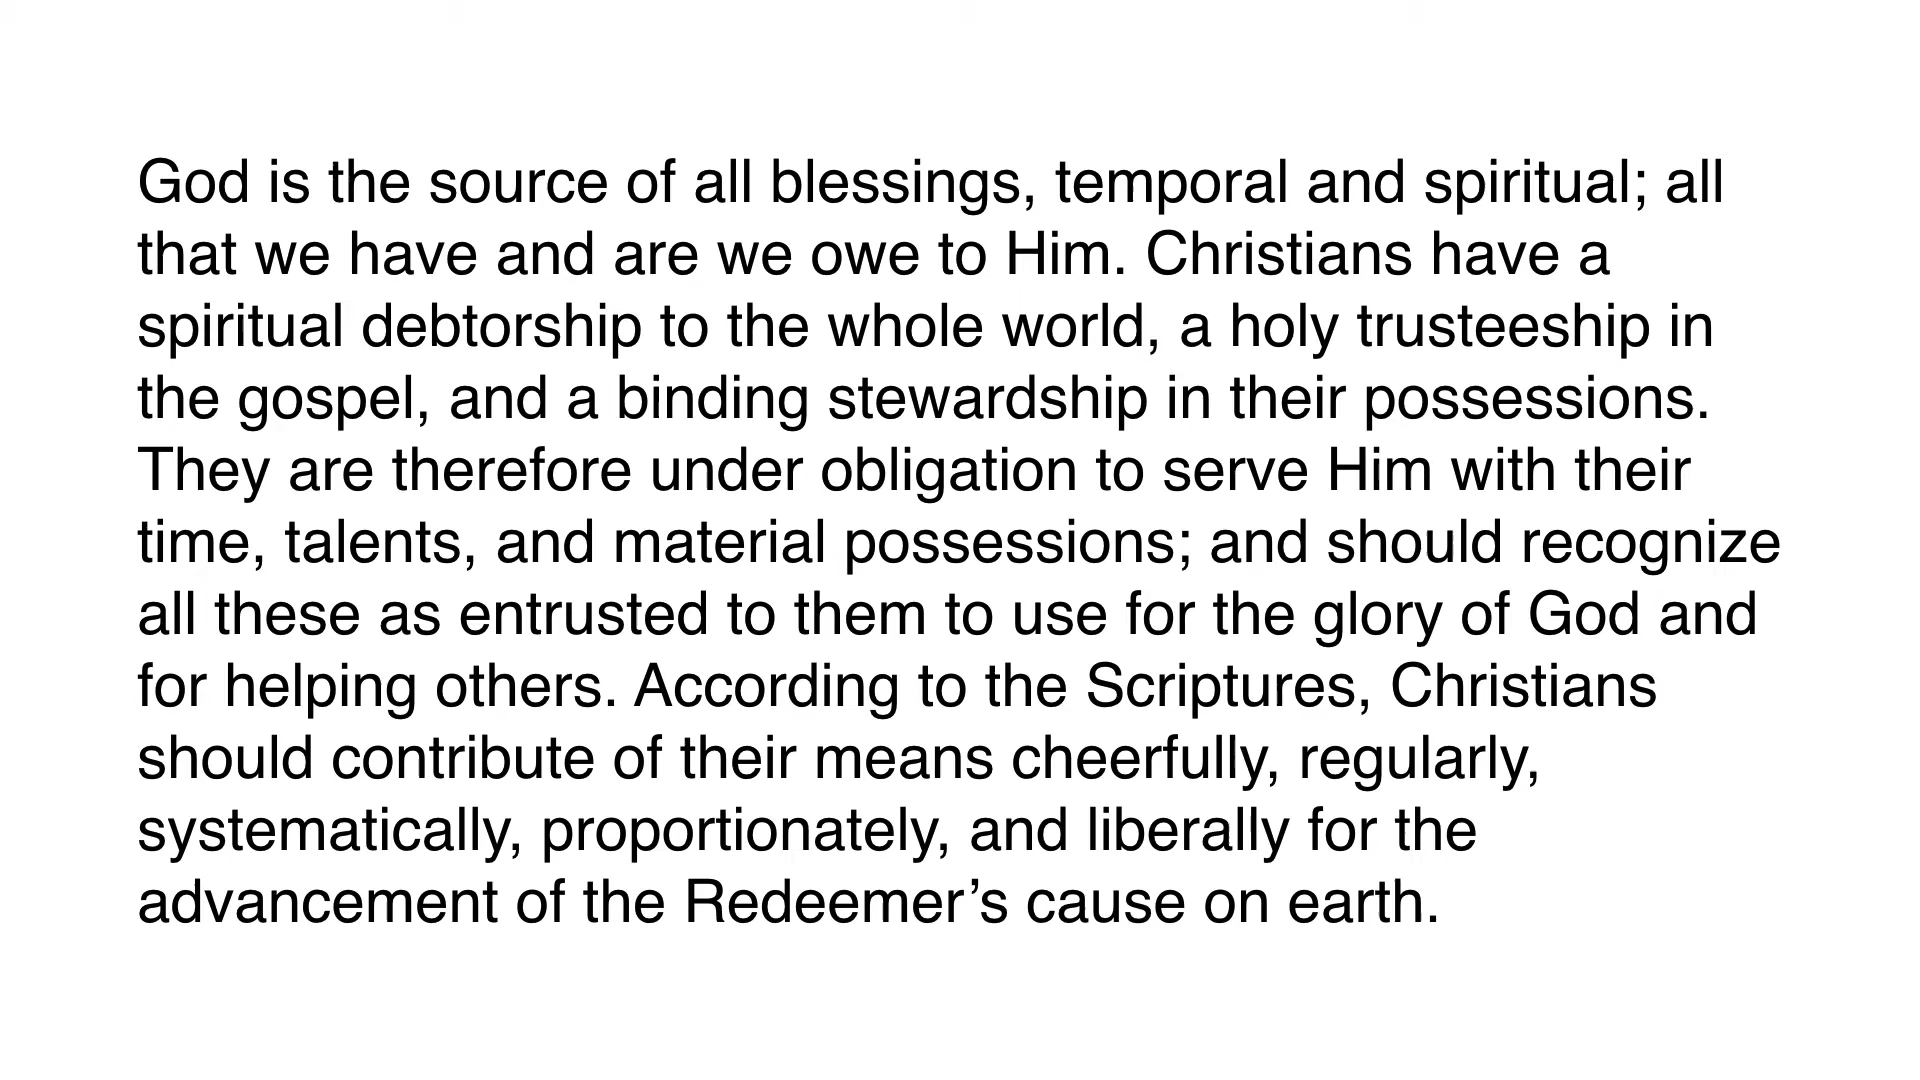 God is the source of all blessings, temporal and spiritual; all
that we have and are we owe to Him. Christians have a
spiritual debtorship to the whole world, a holy trusteeship in
the gospel, and a binding stewardship in their possessions.
They are therefore under obligation to serve Him with their
time, talents, and material possessions; and should recognize
all these as entrusted to them to use for the glory of God and
for helping others. According to the Scriptures, Christians
should contribute of their means cheerfully, regularly,
systematically, proportionately, and liberally for the
advancement of the Redeemer’s cause on earth.